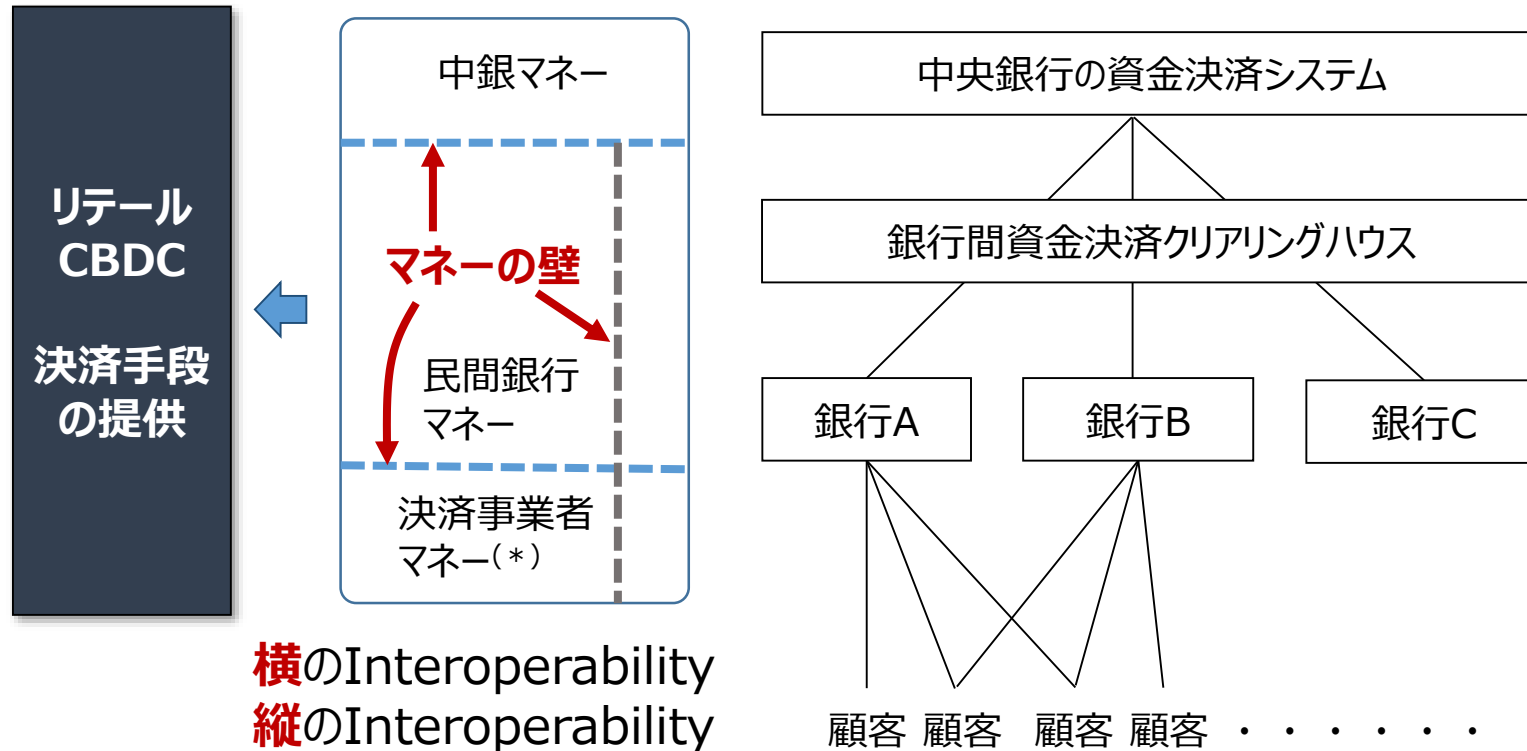 リテール
CBDC
決済手段
の提供
中銀マネー
マネーの壁
民間銀行
マネー
決済事業者
マネー(*)
横のInteroperability
縦のInteroperability
中央銀行の資金決済システム
銀行間資金決済クリアリングハウス
銀行A 銀行B 銀行C
顧客 顧客 顧客 顧客 ・・・・・・